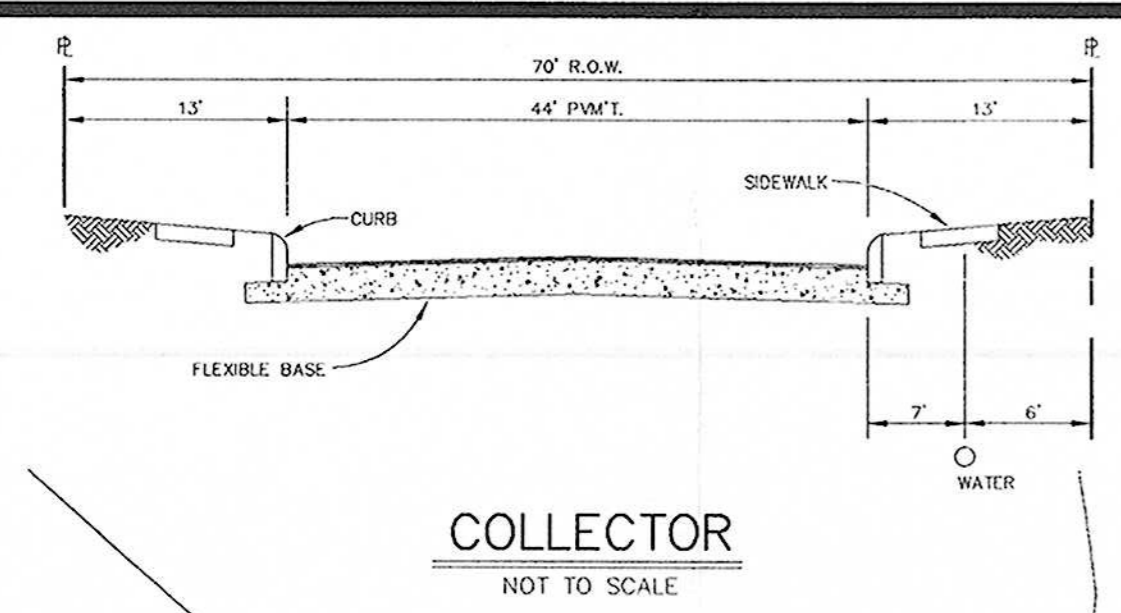 PL PL
70' R.O.W.
13' 44' PVM'T. 13'
SIDEWALK
CURB
FLEXIBLE BASE
7' 6'
WATER
COLLECTOR
NOT TO SCALE